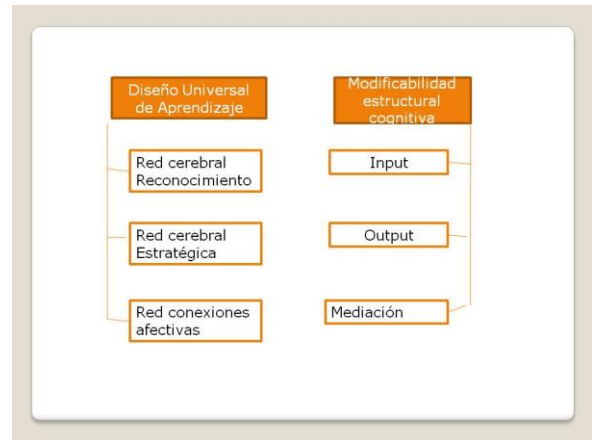 Diseño Universal
de Aprendizaje
Red cerebral
Reconocimiento
Red cerebral
Estratégica
Red conexiones
afectivas
Modificabilidad
estructural
cognitiva
Input
Output
Mediación